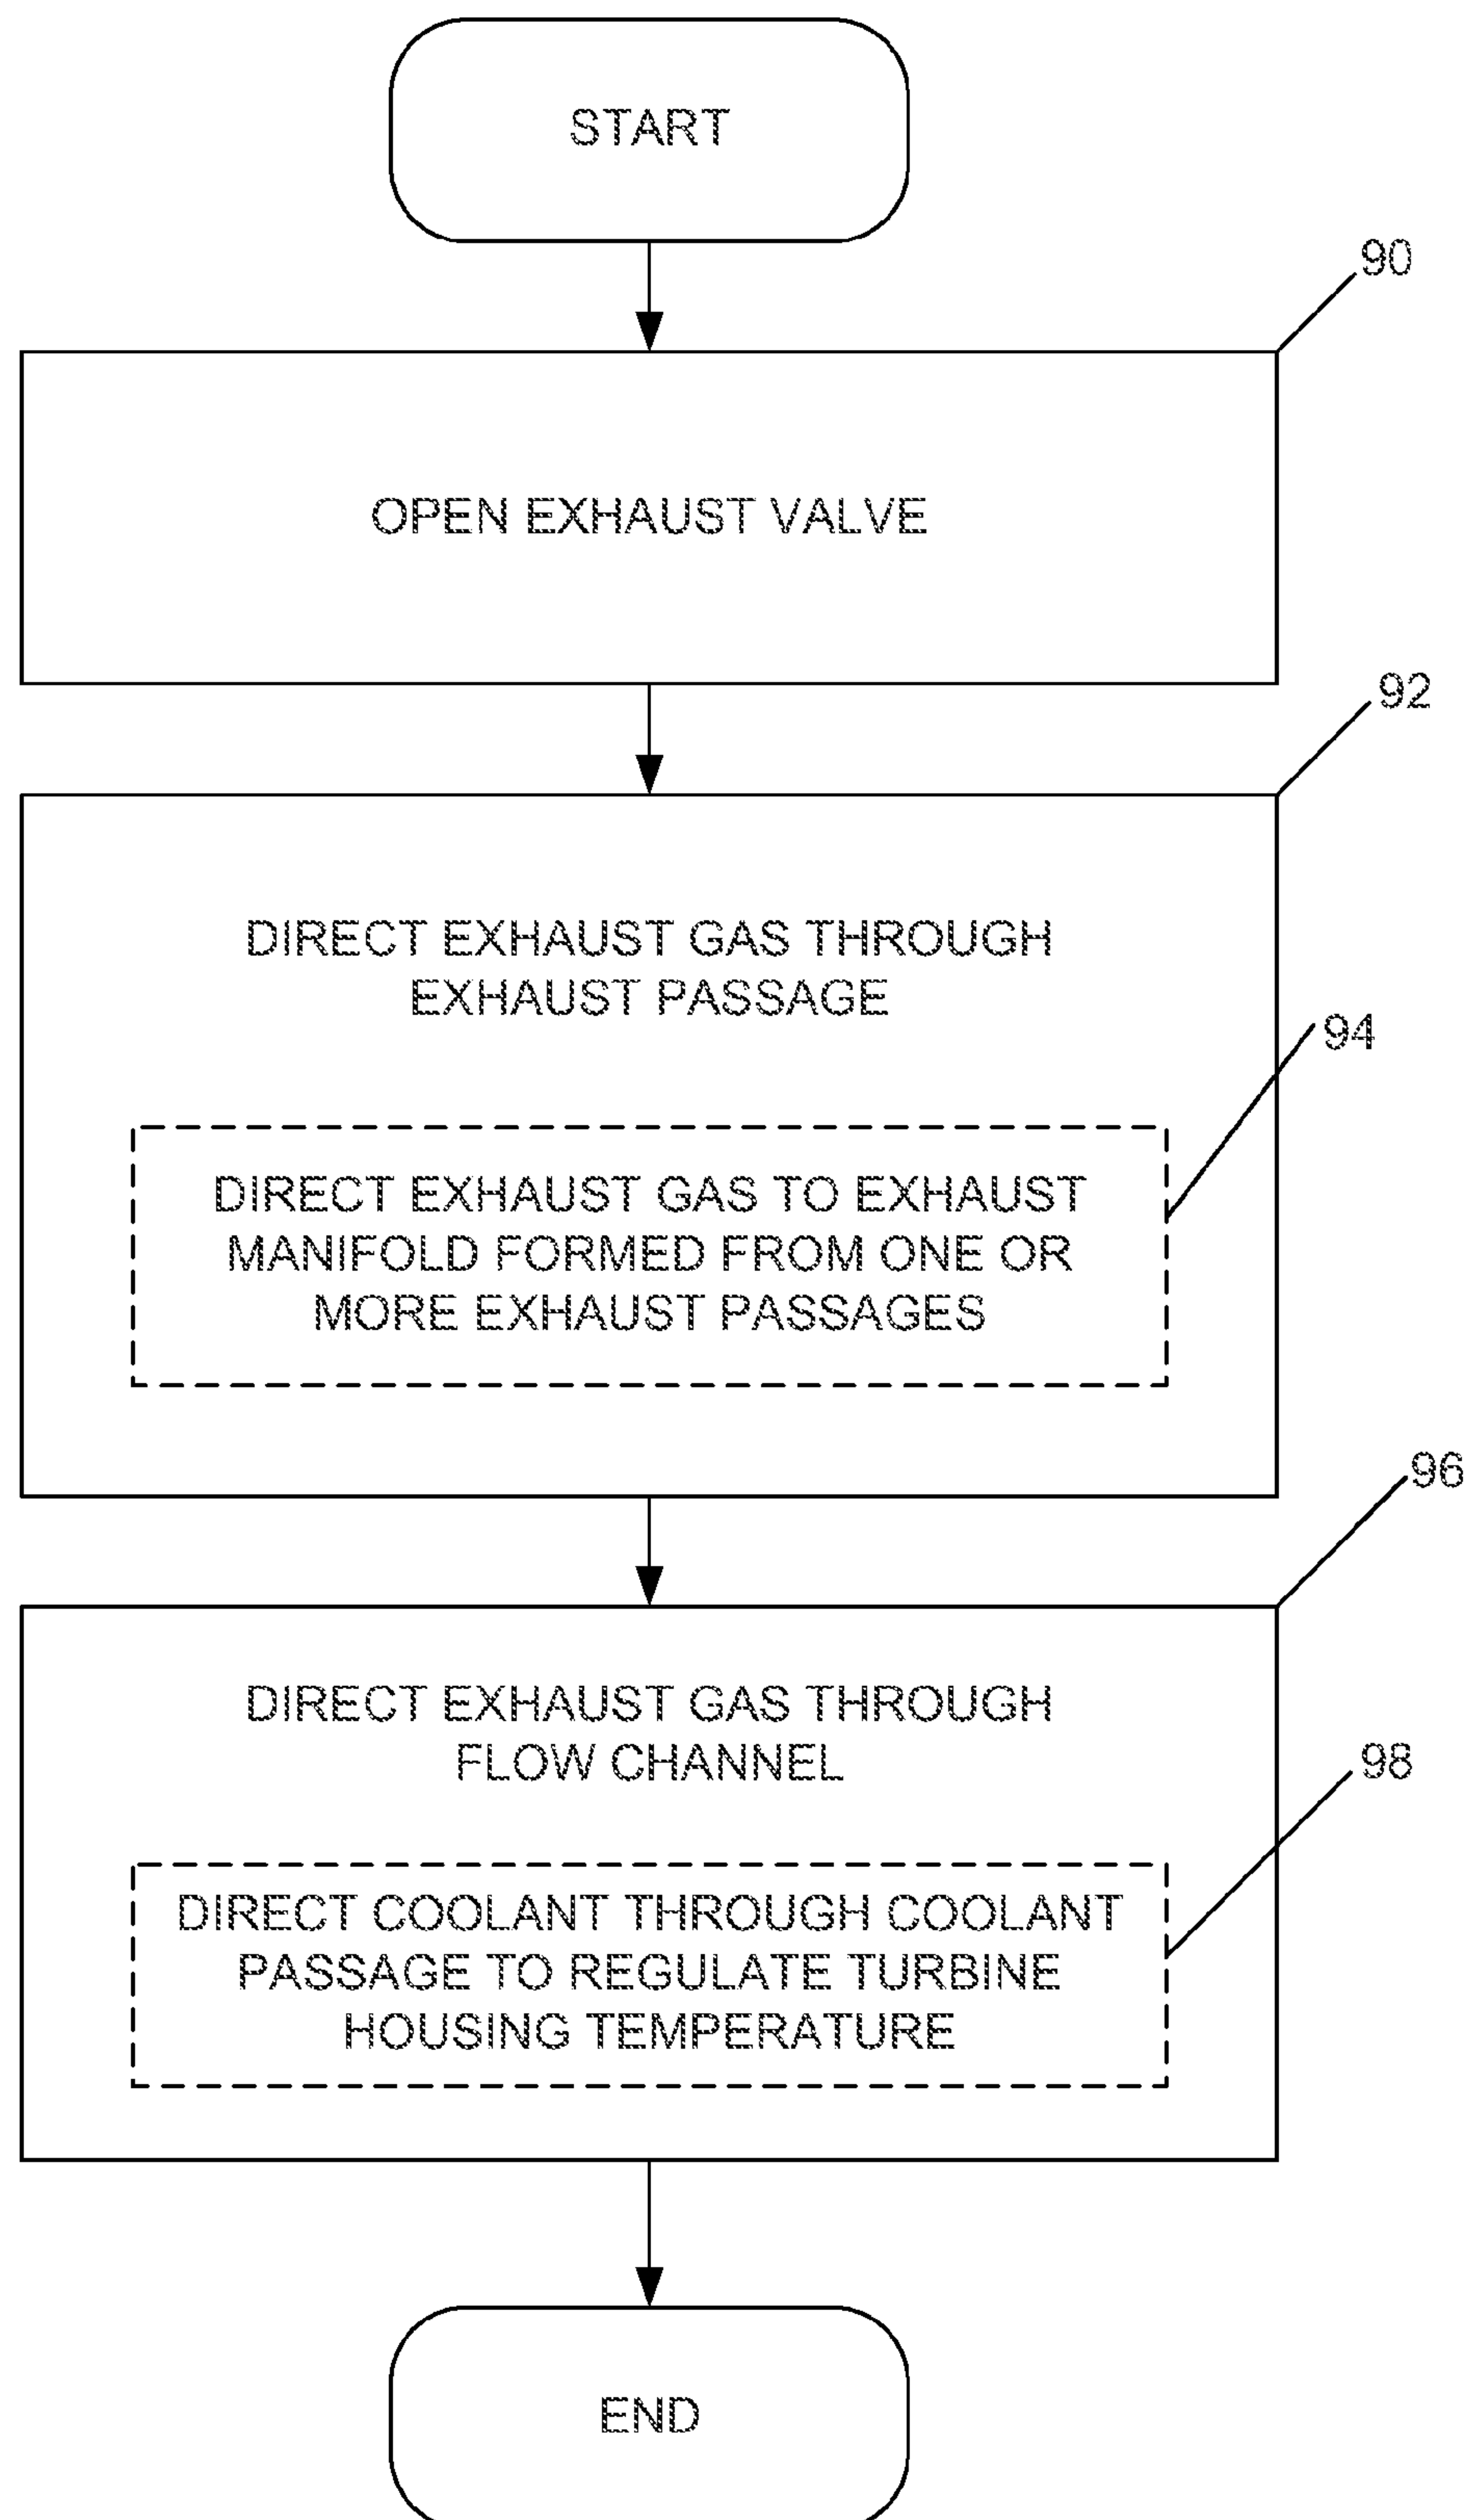 START
90
OPEN EXHAUST VALVE
92
DIRECT EXHAUST GAS THROUGH
EXHAUST PASSAGE
94
DIRECT EXHAUST GAS TO EXHAUST
MANIFOLD FORMED FROM ONE OR
MORE EXHAUST PASSAGES
96
DIRECT EXHAUST GAS THROUGH
FLOW CHANNEL
98
DIRECT COOLANT THROUGH COOLANT
PASSAGE TO REGULATE TURBINE
HOUSING TEMPERATURE
END